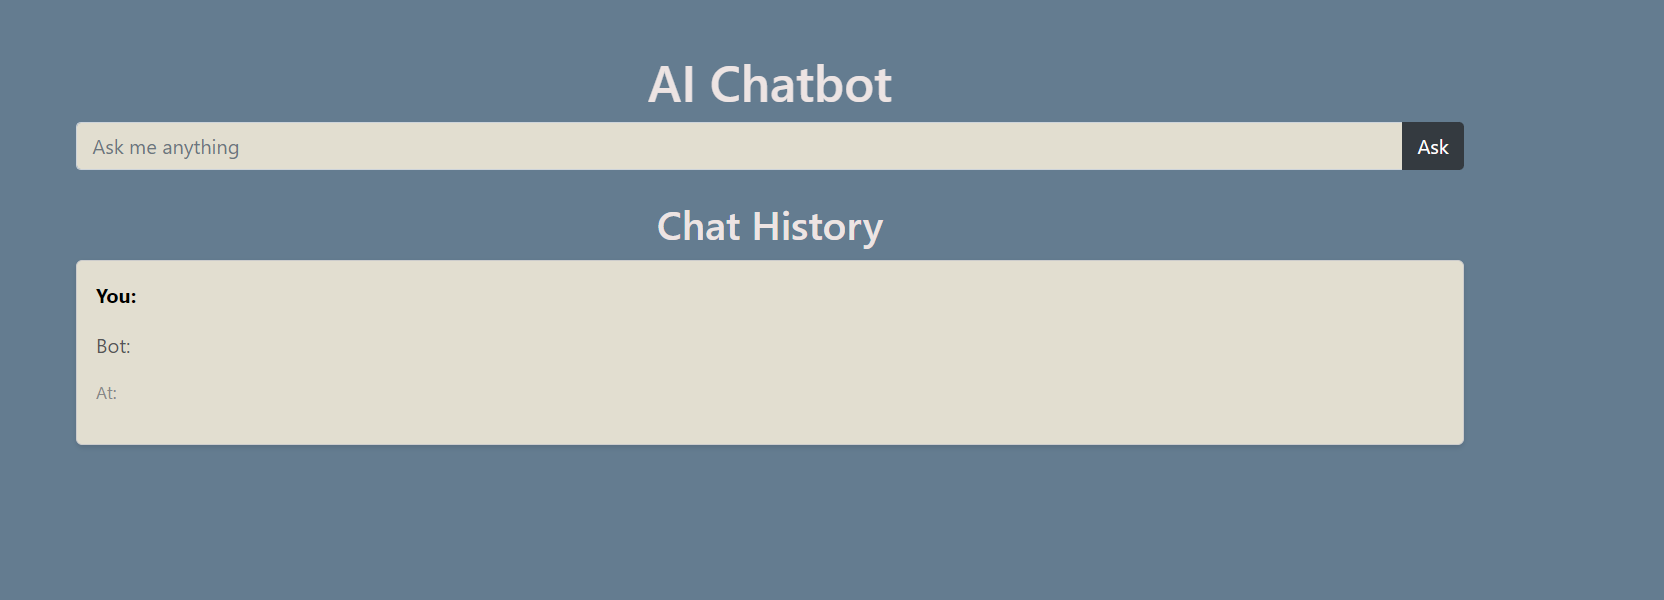 AI Chatbot
Ask me anything
Ask
Chat History
You:
Bot:
At: